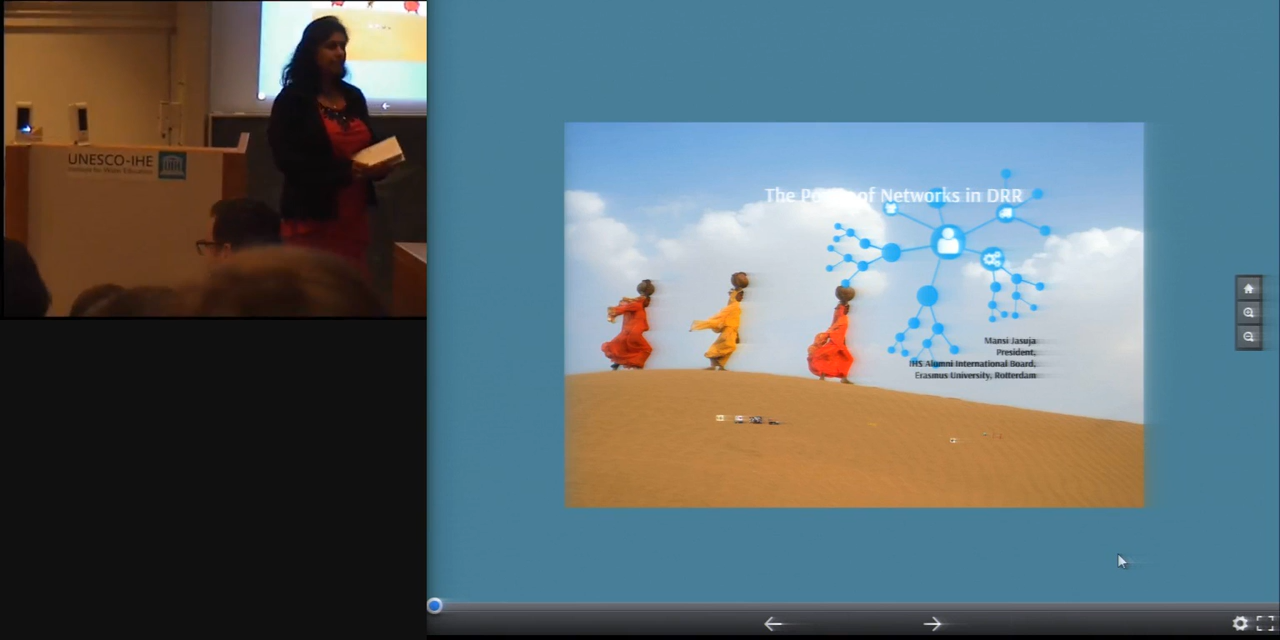 UNESCO-IHE
Institute for Water Education
The Power of Networks in DRR
Mansi Jasuja
President,
IHS Alumni International Board,
Erasmus University, Rotterdam